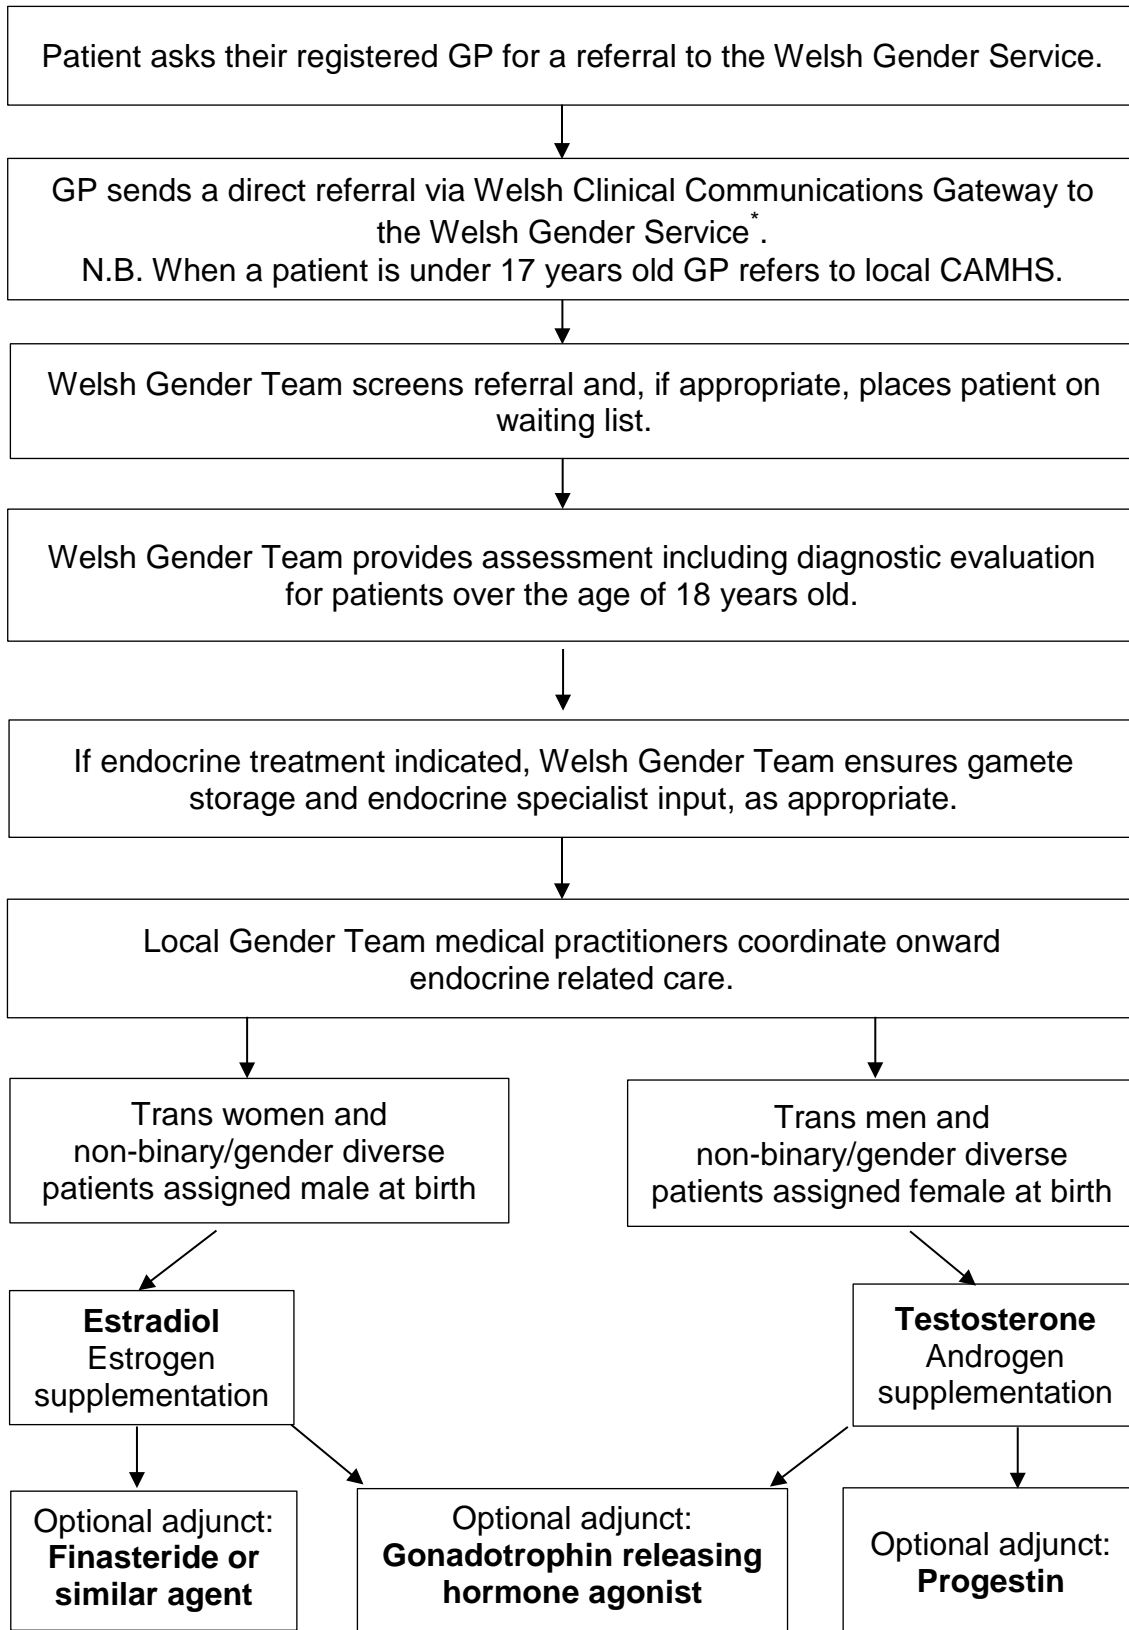 Patient asks their registered GP for a referral to the Welsh Gender Service.
GP sends a direct referral via Welsh Clinical Communications Gateway to
the Welsh Gender Service*.
N.B. When a patient is under 17 years old GP refers to local CAMHS.
Welsh Gender Team screens referral and, if appropriate, places patient on
waiting list.
Welsh Gender Team provides assessment including diagnostic evaluation
for patients over the age of 18 years old.
If endocrine treatment indicated, Welsh Gender Team ensures gamete
storage and endocrine specialist input, as appropriate.
Local Gender Team medical practitioners coordinate onward
endocrine related care.
Trans women and
non-binary/gender diverse
patients assigned male at birth
Trans men and
non-binary/gender diverse
patients assigned female at birth
Estradiol
Estrogen
supplementation
Testosterone
Androgen
supplementation
Optional adjunct:
Finasteride or
similar agent
Optional adjunct:
Gonadotrophin releasing
hormone agonist
Optional adjunct:
Progestin